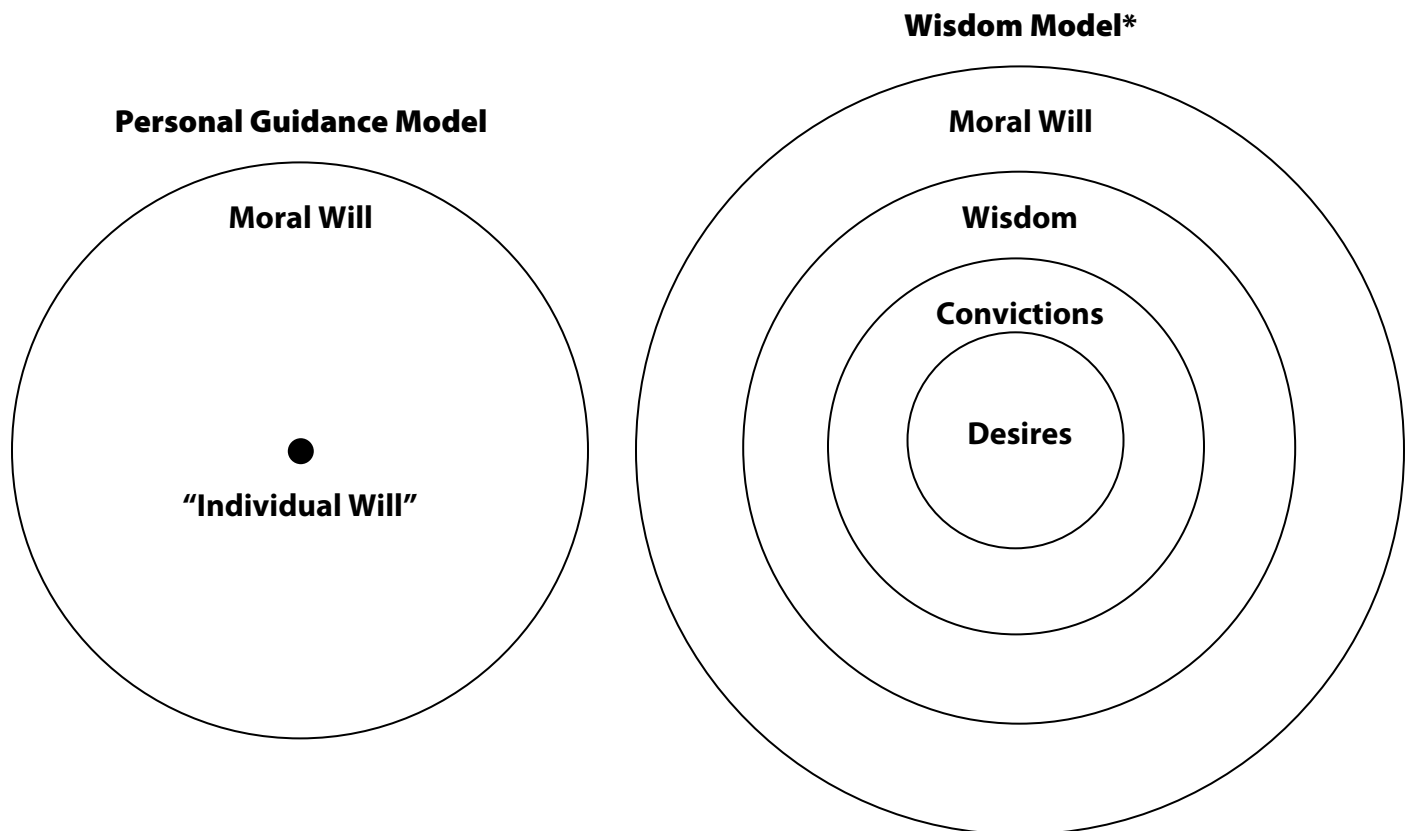 Personal Guidance Model
Moral Will
“Individual Will”
Wisdom Model*
Moral Will
Wisdom
Convictions
Desires